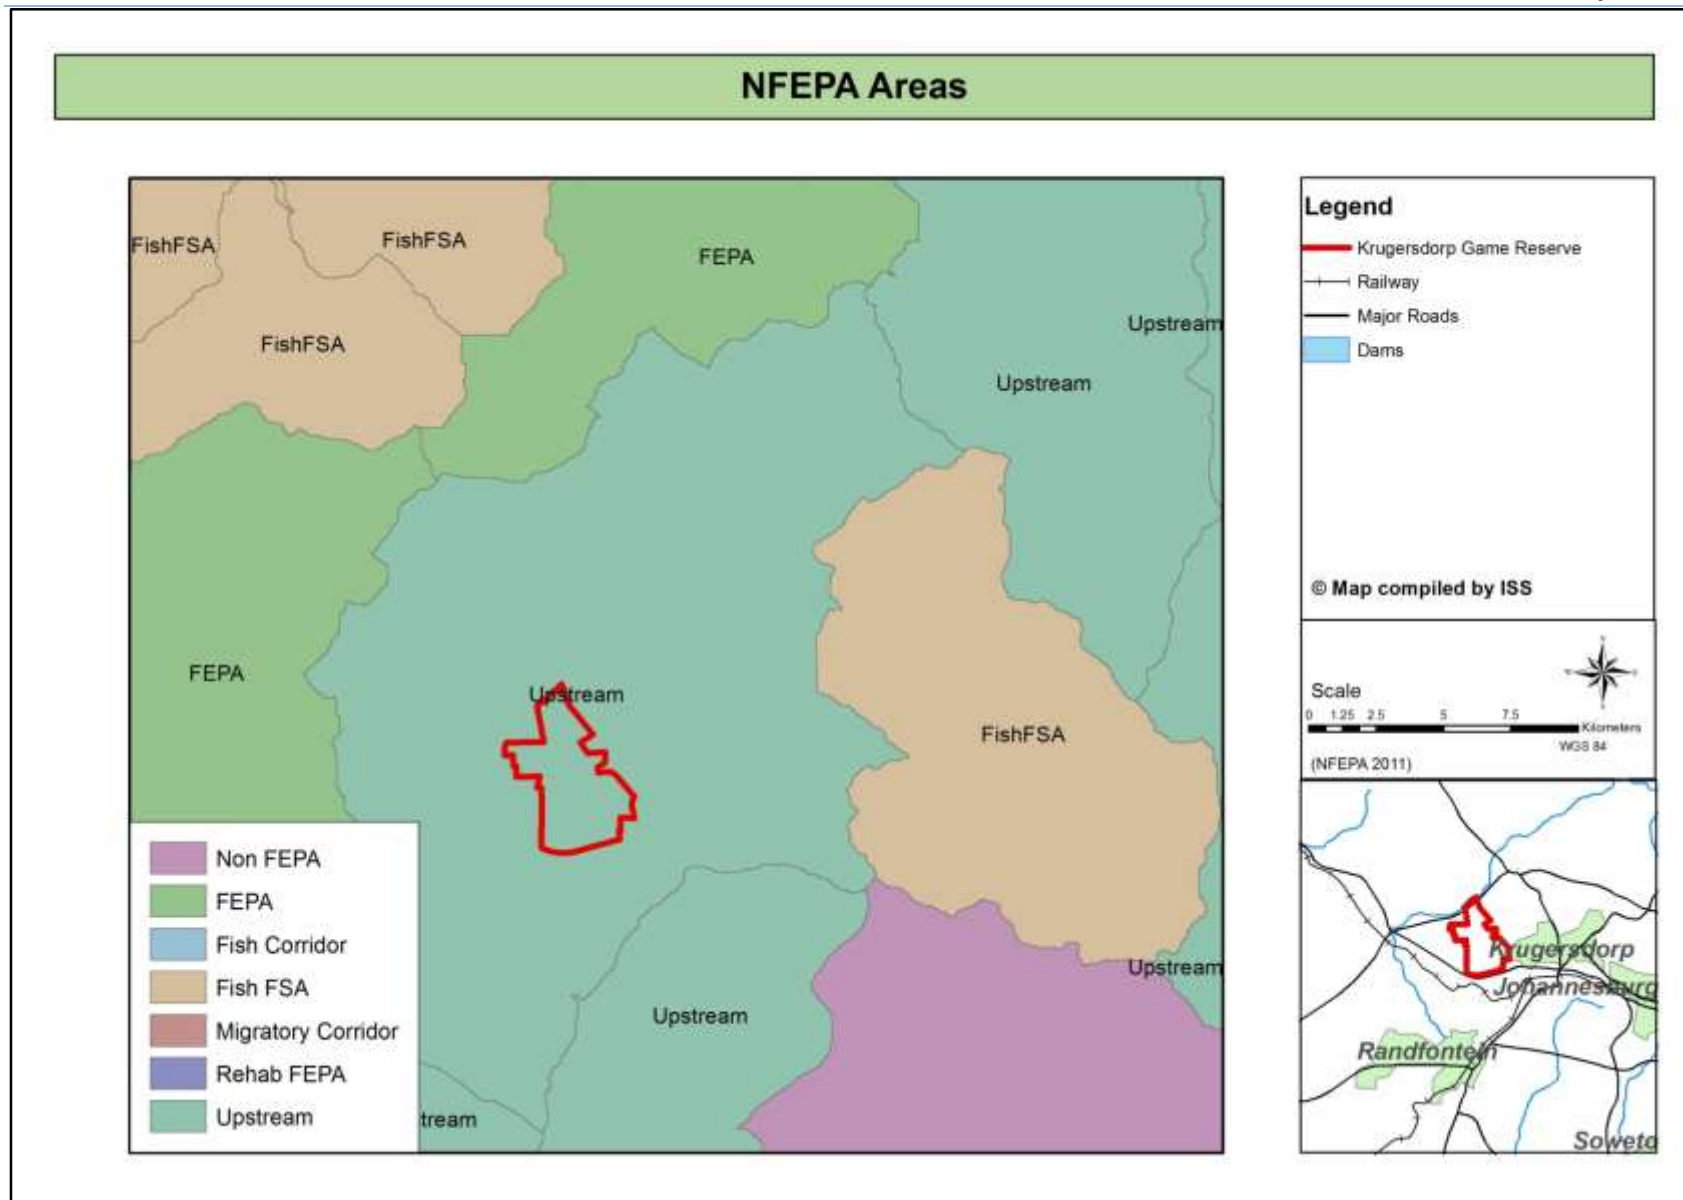 NFEPA Areas
FishFSA
FishFSA
FEPA
FishFSA
Upstream
Upstream
FEPA
Upstream
FishFSA
Upstream
Upstream
tream
Non FEPA
FEPA
Fish Corridor
Fish FSA
Migratory Corridor
Rehab FEPA
Upstream
Legend
Krugersdorp Game Reserve
Railway
Major Roads
Dams
© Map compiled by ISS
N
Scale
0 1.25 2.5 5 7.5
Kilometers
WGS 84
(NFEPA 2011)
Krugersdorp
Johannesburg
Randfontein
Soweto